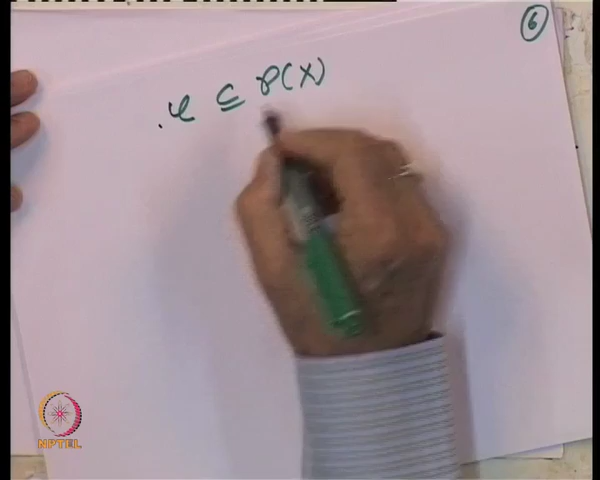 6
𝒞 ⊆ 𝒫(X)
NPTEL